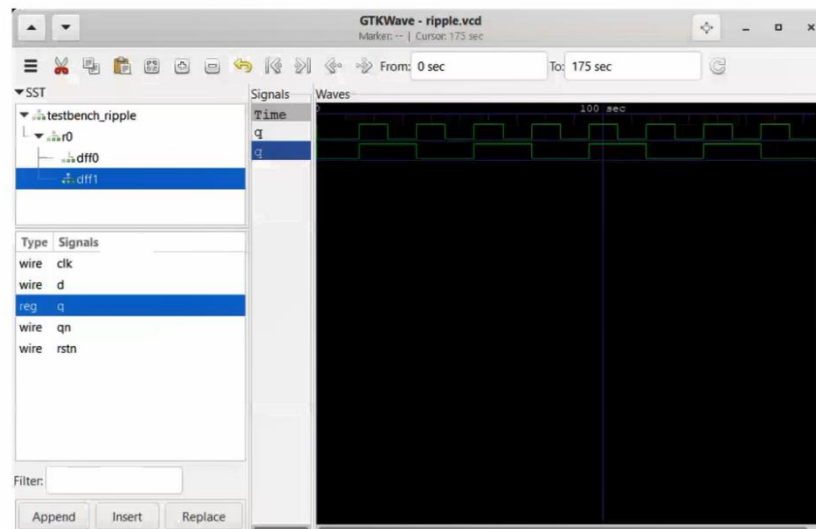 GTKWave - ripple.vcd
Marker: -- | Cursor: 175 sec
From: 0 sec To: 175 sec
SST
testbench_ripple
r0
dff0
dff1
Type Signals
wire clk
wire d
reg q
wire qn
wire rstn
Filter:
Append Insert Replace
Signals
Time
q
q
Waves
0
100 sec